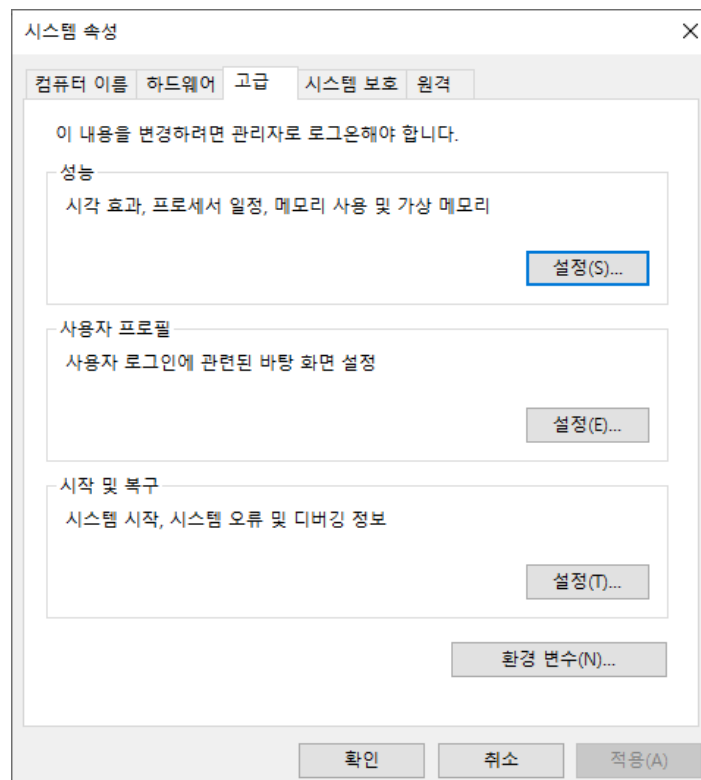 시스템 속성
컴퓨터 이름 하드웨어 고급 시스템 보호 원격
이 내용을 변경하려면 관리자로 로그온해야 합니다.
성능
시각 효과, 프로세서 일정, 메모리 사용 및 가상 메모리
설정(S)...
사용자 프로필
사용자 로그인에 관련된 바탕 화면 설정
설정(E)...
시작 및 복구
시스템 시작, 시스템 오류 및 디버깅 정보
설정(T)...
환경 변수(N)...
확인 취소 적용(A)